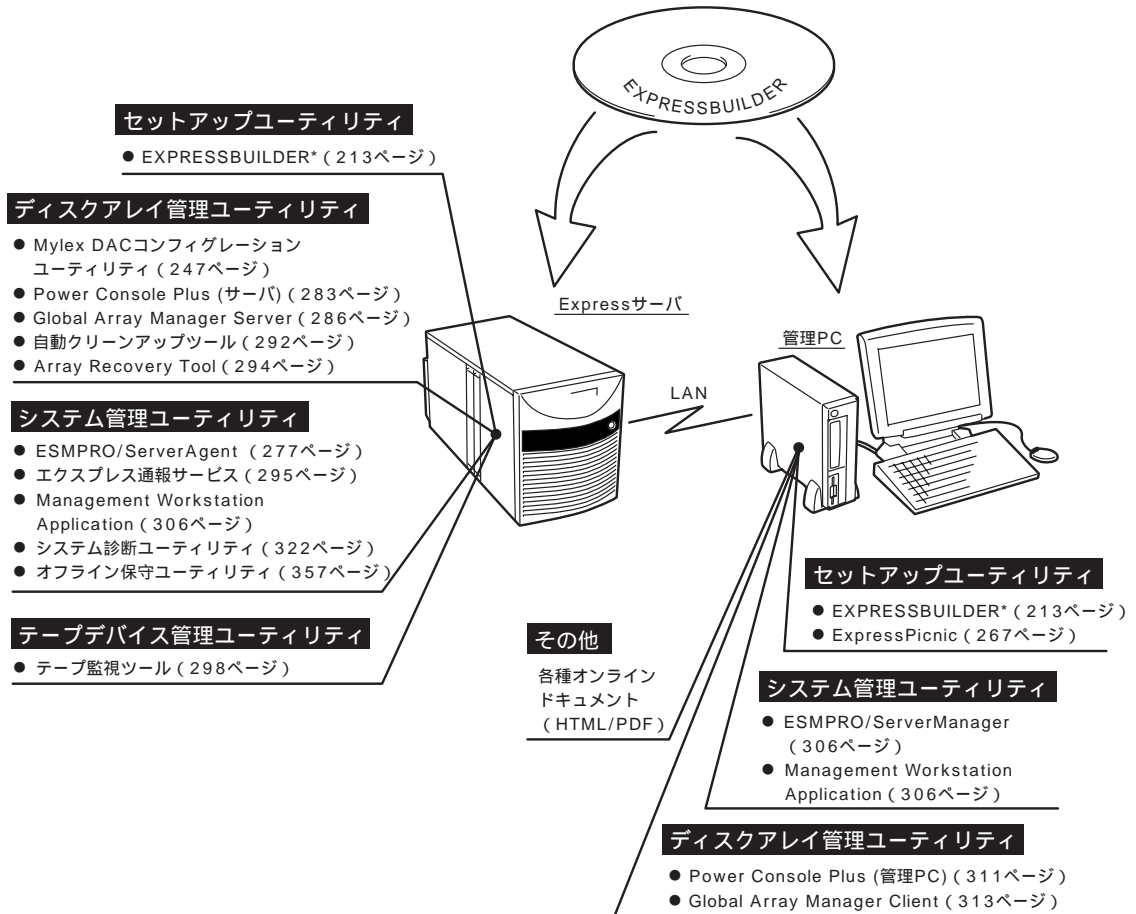 EXPRESSBUILDER
セットアップユーティリティ
● EXPRESSBUILDER*（213ページ）
ディスクアレイ管理ユーティリティ
● Mylex DACコンフィグレーション
ユーティリティ（247ページ）
● Power Console Plus (サーバ)（283ページ）
● Global Array Manager Server（286ページ）
● 自動クリーンアップツール（292ページ）
● Array Recovery Tool（294ページ）
システム管理ユーティリティ
● ESMPRO/ServerAgent （277ページ）
● エクスプレス通報サービス（295ページ）
● Management Workstation
Application（306ページ）
● システム診断ユーティリティ（322ページ）
● オフライン保守ユーティリティ（357ページ）
テープデバイス管理ユーティリティ
● テープ監視ツール（298ページ）
Expressサーバ
LAN
管理PC
その他
各種オンライン
ドキュメント
（HTML/PDF）
セットアップユーティリティ
● EXPRESSBUILDER*（213ページ）
● ExpressPicnic（267ページ）
システム管理ユーティリティ
● ESMPRO/ServerManager
（306ページ）
● Management Workstation
Application（306ページ）
ディスクアレイ管理ユーティリティ
● Power Console Plus (管理PC)（311ページ）
● Global Array Manager Client（313ページ）